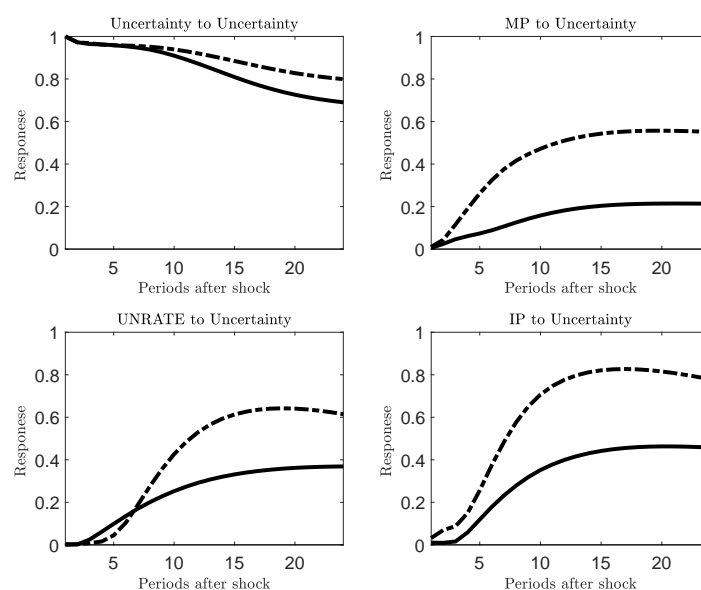 Uncertainty to Uncertainty
1
0.8
0.6
0.4
0.2
0
Responese
5 10 15 20
Periods after shock
MP to Uncertainty
1
0.8
0.6
0.4
0.2
0
Responese
5 10 15 20
Periods after shock
UNRATE to Uncertainty
1
0.8
0.6
0.4
0.2
0
Responese
5 10 15 20
Periods after shock
IP to Uncertainty
1
0.8
0.6
0.4
0.2
0
Responese
5 10 15 20
Periods after shock